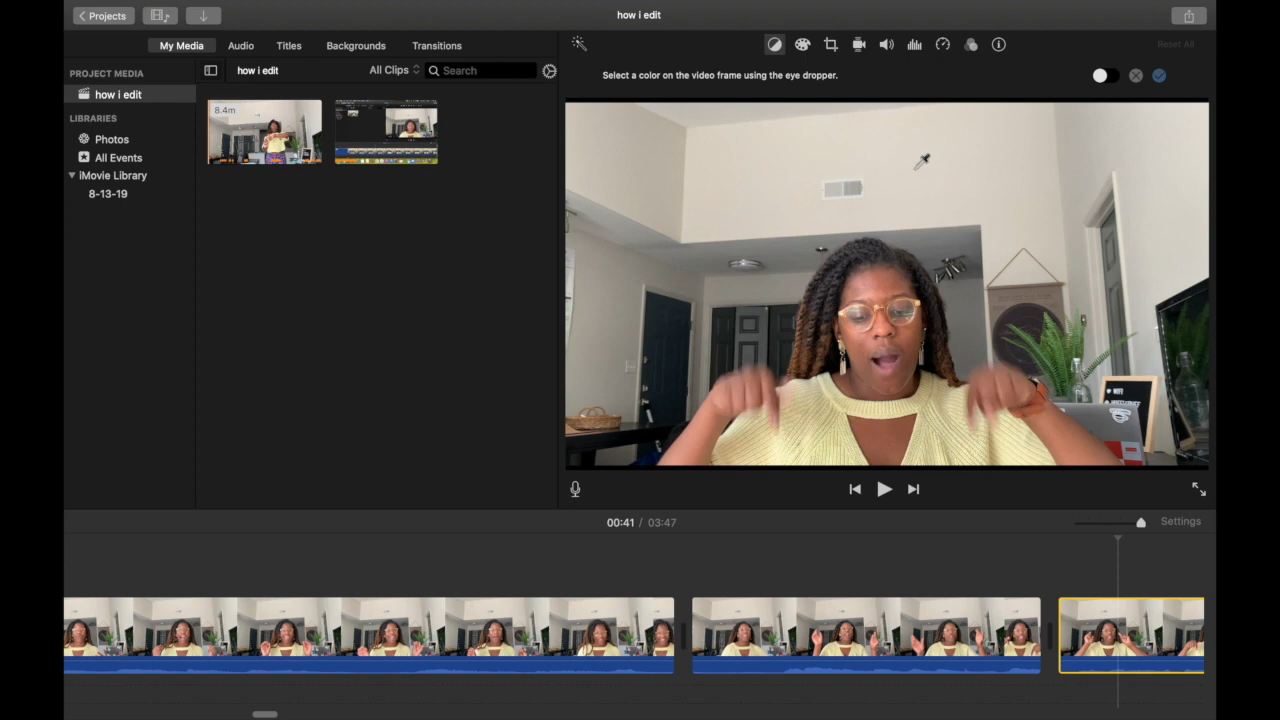 Projects
how i edit
My Media Audio Titles Backgrounds Transitions
Reset All
PROJECT MEDIA
how i edit
LIBRARIES
Photos
All Events
iMovie Library
8-13-19
how i edit All Clips Search
8.4m
Select a color on the video frame using the eye dropper.
00:41 / 03:47 Settings